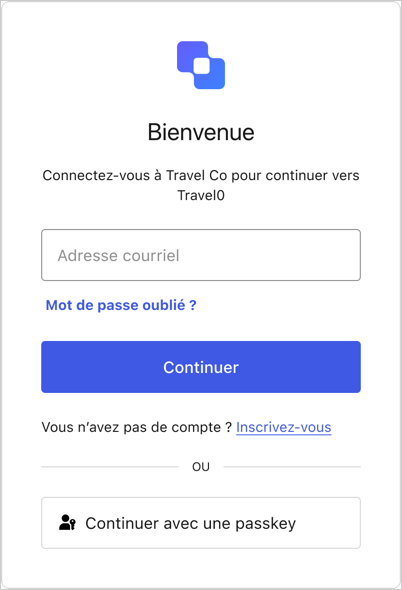 Bienvenue
Connectez-vous à Travel Co pour continuer vers
Travel0
Adresse courriel
Mot de passe oublié ?
Continuer
Vous n’avez pas de compte ? Inscrivez-vous
OU
Continuer avec une passkey